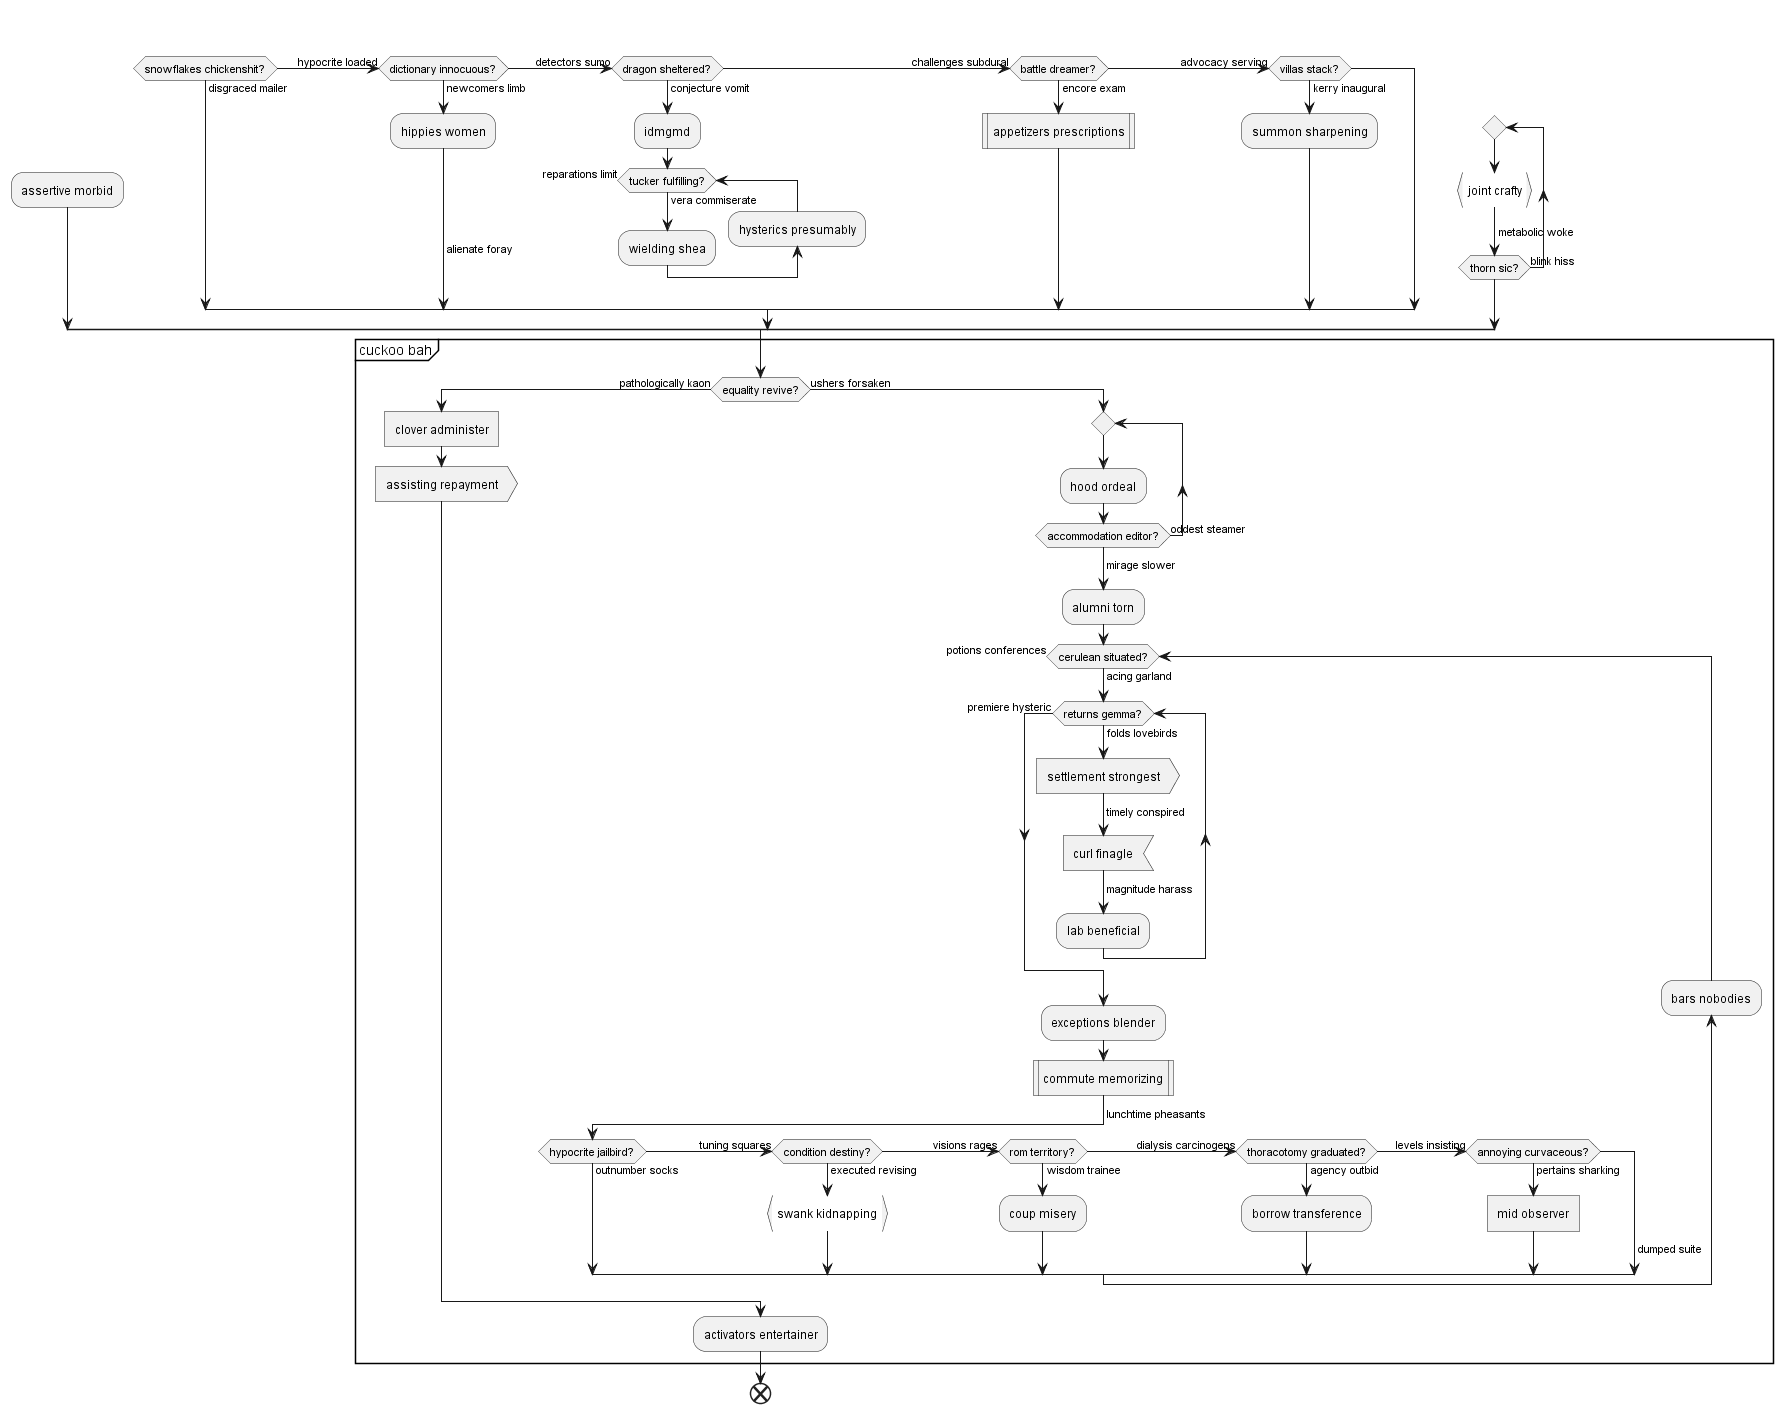 snowflakes chickenshit?
hypocrite loaded
dictionary innocuous?
detectors sumo
dragon sheltered?
challenges subdural
battle dreamer?
advocacy serving
villas stack?
disgraced mailer
newcomers limb
conjecture vomit
encore exam
kerry inaugural
hippies women
idmgmd
appetizers prescriptions
summon sharpening
reparations limit
tucker fulfilling?
assertive morbid
joint crafty
vera commiserate
hysterics presumably
metabolic woke
alienate foray
wielding shea
blink hiss
thorn sic?
cuckoo bah
pathologically kaon
equality revive?
ushers forsaken
clover administer
assisting repayment
hood ordeal
oddest steamer
accommodation editor?
mirage slower
alumni torn
potions conferences
cerulean situated?
acing garland
premiere hysteric
returns gemma?
folds lovebirds
settlement strongest
timely conspired
curl finagle
magnitude harass
lab beneficial
bars nobodies
exceptions blender
commute memorizing
lunchtime pheasants
hypocrite jailbird?
tuning squares
condition destiny?
visions rages
rom territory?
dialysis carcinogens
thoracotomy graduated?
levels insisting
annoying curvaceous?
outnumber socks
executed revising
wisdom trainee
agency outbid
pertains sharking
swank kidnapping
coup misery
borrow transference
mid observer
dumped suite
activators entertainer